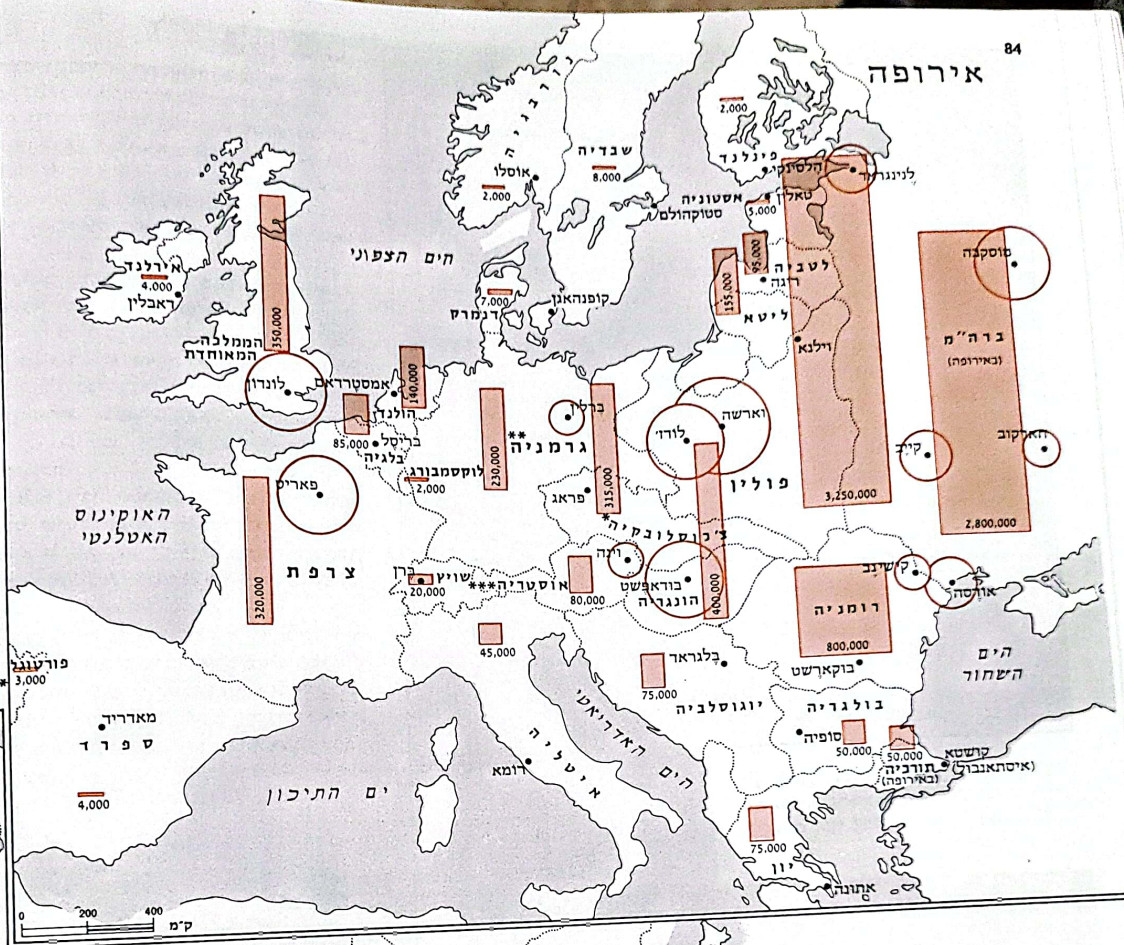 84
אירופה
נורבגיה
2,000
פינלנד
הלסינקי
לנינגרד
שבדיה
8,000
אוסלו
2,000
סטוקהולם
אסטוניה
טאלין
5,000
לטביה
ריגה
95,000
155,000
ליטא
וילנא
3,250,000
מוסקבה
ברה"מ
(באירופה)
קייב
חארקוב
2,800,000
הים הצפוני
אירלנד
4,000
דאבלין
350,000
הממלכה
המאוחדת
לונדון
7,000
דנמרק
קופנהאגן
אמסטרדאם
140,000
הולנד
85,000
בריסל
בלגיה
לוקסמבורג
2,000
230,000
**
גרמניה
ברלין
315,000
פראג
*צ'כוסלובקיה
וארשה
לודז'
פולין
האוקינוס
האטלנטי
פאריס
צרפת
320,000
ברן
שויץ
20,000
***אוסטריה
80,000
וינה
בודאפשט
הונגריה
400,000
קישינב
אודסה
רומניה
800,000
בוקארשט
הים
השחור
45,000
בלגראד
75,000
יוגוסלביה
בולגריה
סופיה
50,000
50,000
תורכיה
(באירופה)
קושטא
(איסתאנבול)
פורטוגל
3,000
*
מאדריד
ספרד
4,000
ים התיכון
רומא
איטליה
הים האדריאטי
75,000
יון
אתונה
0
200
400
ק"מ